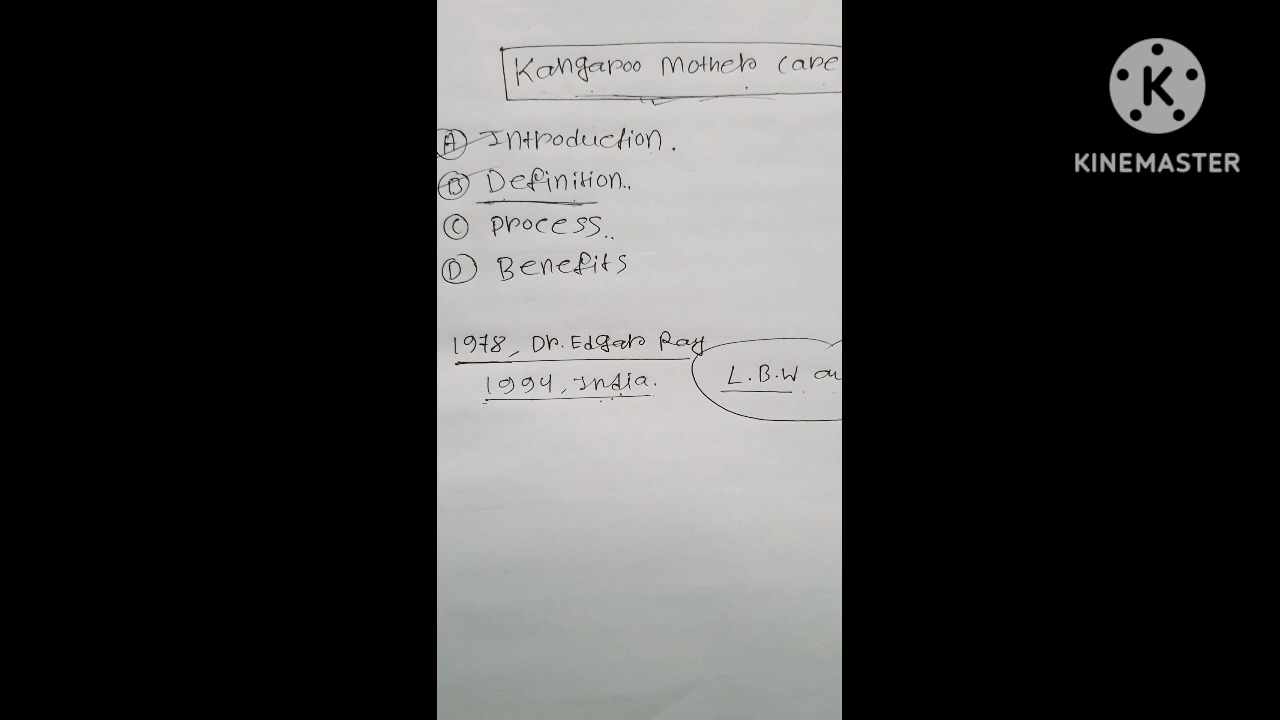 Kangaroo Mother Care
A Introduction.
B Definition..
C Process..
D Benefits
1978, Dr. Edgar Ray
1994, India.
L.B.W
K
KINEMASTER